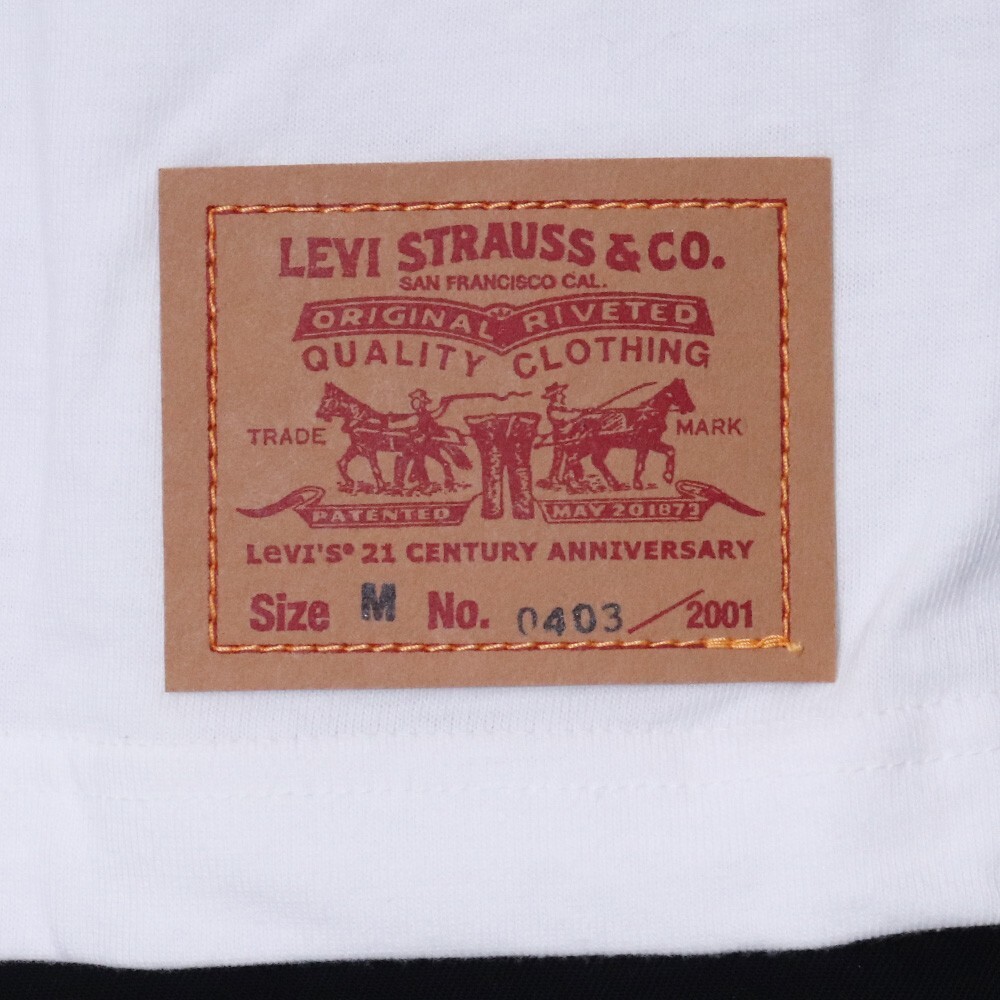 LEVI STRAUSS & CO.
SAN FRANCISCO CAL.
ORIGINAL RIVETED
QUALITY CLOTHING
TRADE MARK
PATENTED MAY 20 1873
LeVI'S® 21 CENTURY ANNIVERSARY
Size M No. 0403/2001